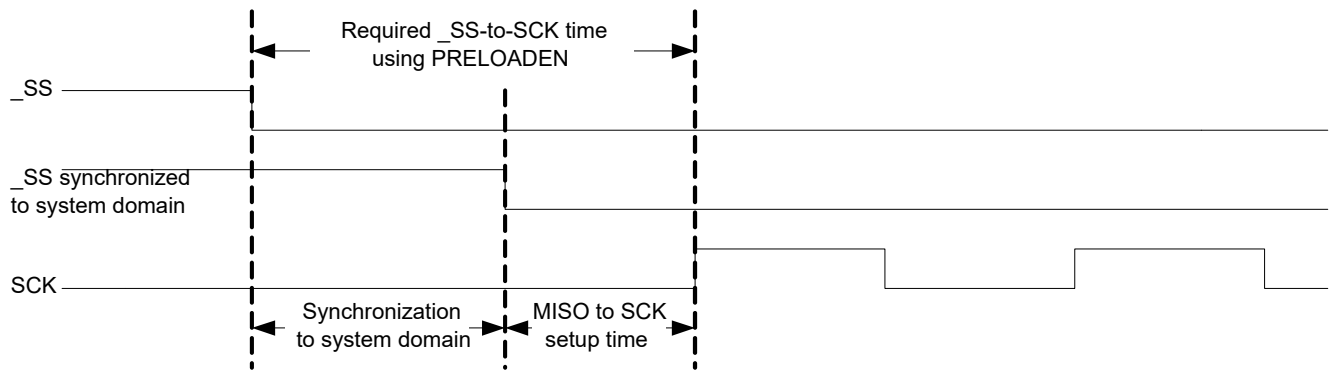 Required _SS-to-SCK time
using PRELOADEN
_SS
_SS synchronized
to system domain
SCK
Synchronization
to system domain
MISO to SCK
setup time